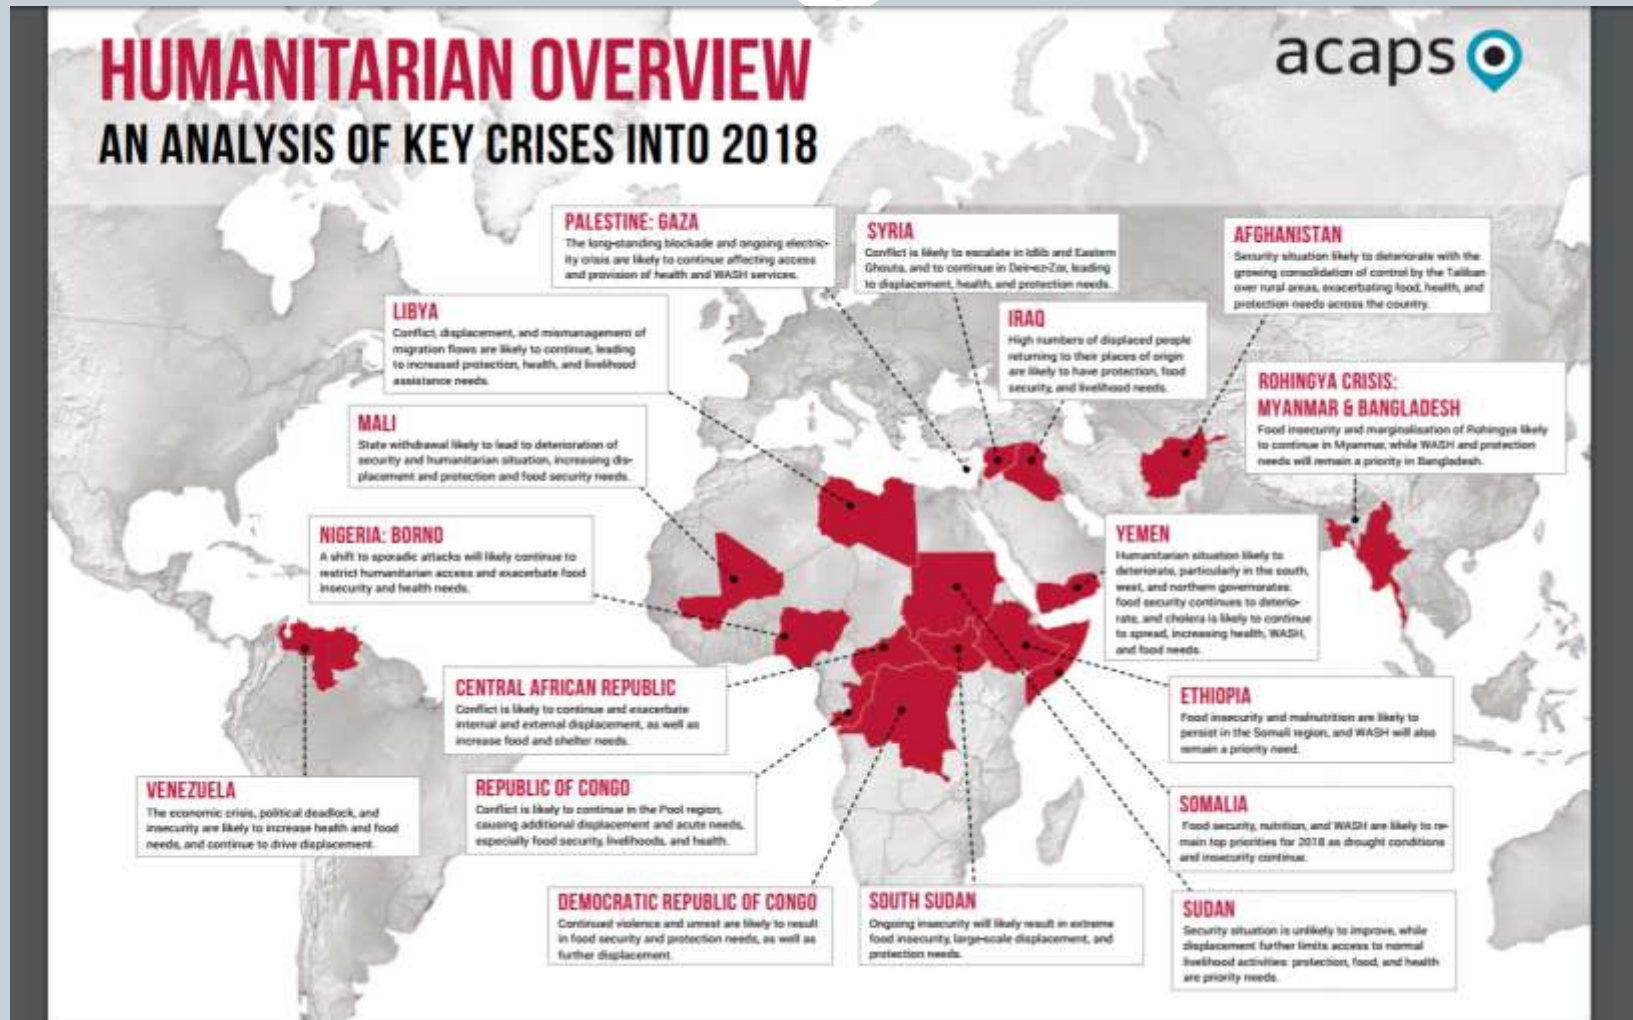 HUMANITARIAN OVERVIEW
AN ANALYSIS OF KEY CRISES INTO 2018
acaps
PALESTINE: GAZA
The long-standing blockade and ongoing electric-
ity crisis are likely to continue affecting access
and provision of health and WASH services.
SYRIA
Conflict is likely to escalate in Idlib and Eastern
Ghouta, and to continue in Deir-ez-Zor, leading
to displacement, health, and protection needs.
AFGHANISTAN
Security situation likely to deteriorate with the
growing consolidation of control by the Taliban
over rural areas, exacerbating food, health, and
protection needs across the country.
LIBYA
Conflict, displacement, and mismanagement of
migration flows are likely to continue, leading
to increased protection, health, and livelihood
assistance needs.
IRAQ
High numbers of displaced people
returning to their places of origin
are likely to have protection, food
security, and livelihood needs.
ROHINGYA CRISIS:
MYANMAR & BANGLADESH
Food insecurity and marginalisation of Rohingya likely
to continue in Myanmar, while WASH and protection
needs will remain a priority in Bangladesh.
MALI
State withdrawal likely to lead to deterioration of
security and humanitarian situation, increasing dis-
placement and protection and food security needs.
NIGERIA: BORNO
A shift to sporadic attacks will likely continue to
restrict humanitarian access and exacerbate food
insecurity and health needs.
YEMEN
Humanitarian situation likely to
deteriorate, particularly in the south,
west, and northern governorates:
food security continues to deterio-
rate, and cholera is likely to continue
to spread, increasing health, WASH,
and food needs.
CENTRAL AFRICAN REPUBLIC
Conflict is likely to continue and exacerbate
internal and external displacement, as well as
increase food and shelter needs.
ETHIOPIA
Food insecurity and malnutrition are likely to
persist in the Somali region, and WASH will also
remain a priority need.
VENEZUELA
The economic crisis, political deadlock, and
insecurity are likely to increase health and food
needs, and continue to drive displacement.
REPUBLIC OF CONGO
Conflict is likely to continue in the Pool region,
causing additional displacement and acute needs,
especially food security, livelihoods, and health.
SOMALIA
Food security, nutrition, and WASH are likely to re-
main top priorities for 2018 as drought conditions
and insecurity continue.
DEMOCRATIC REPUBLIC OF CONGO
Continued violence and unrest are likely to result
in food security and protection needs, as well as
further displacement.
SOUTH SUDAN
Ongoing insecurity will likely result in extreme
food insecurity, large-scale displacement, and
protection needs.
SUDAN
Security situation is unlikely to improve, while
displacement further limits access to normal
livelihood activities: protection, food, and health
are priority needs.